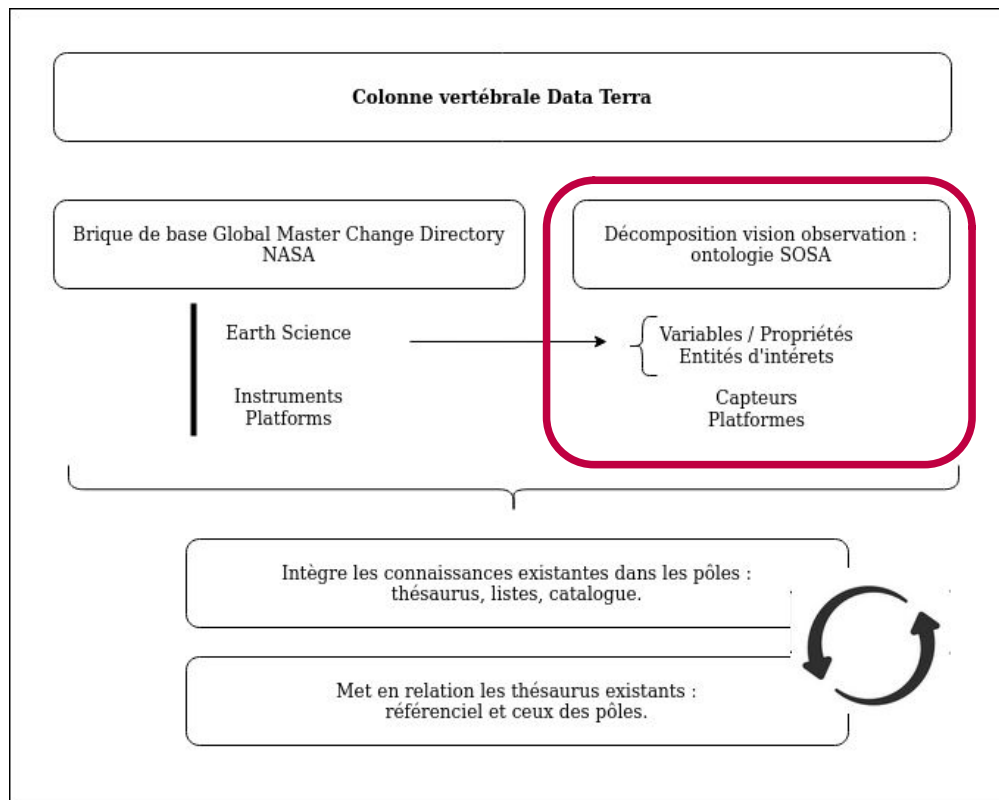 Colonne vertébrale Data Terra
Brique de base Global Master Change Directory
NASA
Décomposition vision observation :
ontologie SOSA
Earth Science
Variables / Propriétés
Entités d'intérets
Instruments
Platforms
Capteurs
Platformes
Intègre les connaissances existantes dans les pôles :
thésaurus, listes, catalogue.
Met en relation les thésaurus existants :
référenciel et ceux des pôles.